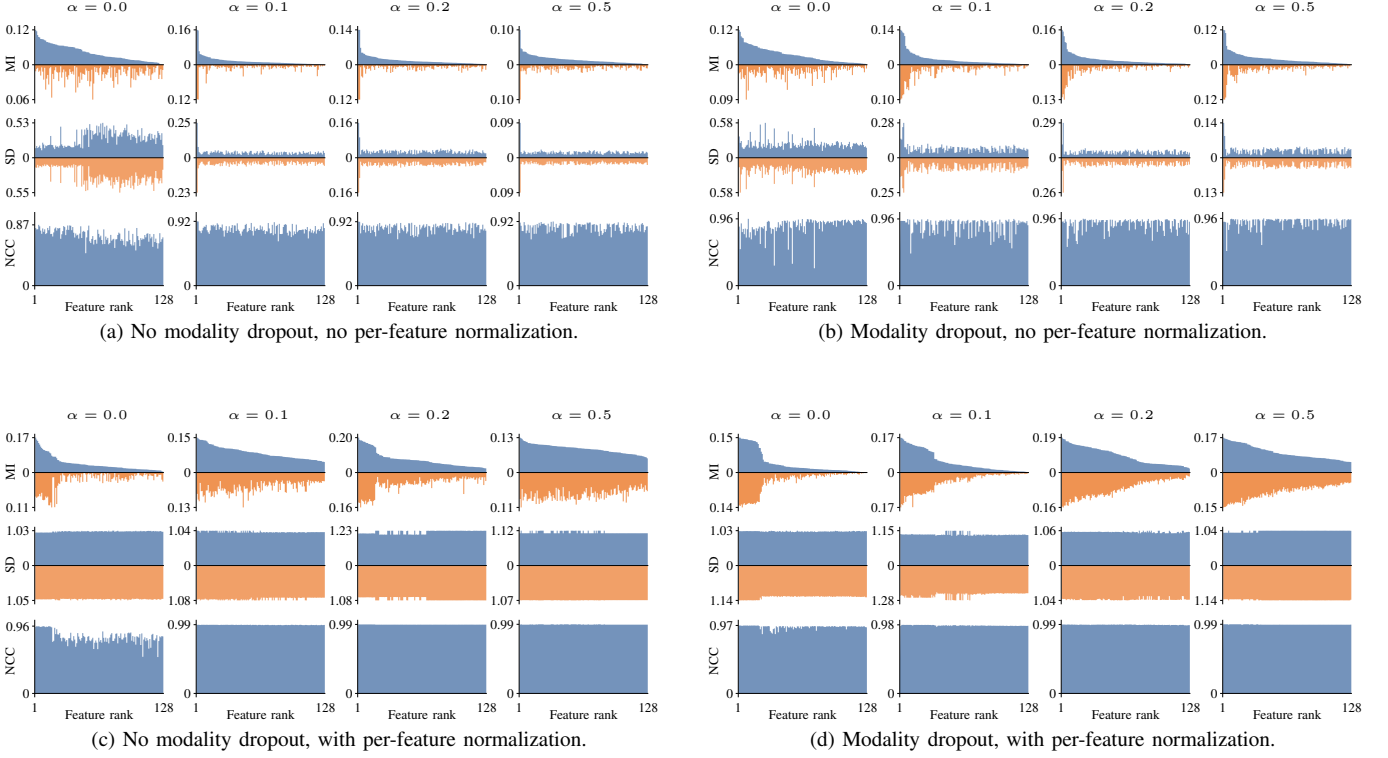 α = 0.0 α = 0.1 α = 0.2 α = 0.5
0.12 0.16 0.14 0.14
MI 0 0 0 0
0.06 0.12 0.12 0.10
0.53 0.25 0.16 0.09
SD 0 0 0 0
0.55 0.23 0.16 0.09
0.87 0.92 0.92 0.92
NCC
0 0 0 0
1 128 1 128 1 128 1 128
Feature rank Feature rank Feature rank Feature rank
(a) No modality dropout, no per-feature normalization.
α = 0.0 α = 0.1 α = 0.2 α = 0.5
0.12 0.14 0.16 0.12
MI 0 0 0 0
0.09 0.10 0.13 0.12
0.58 0.28 0.29 0.14
SD 0 0 0 0
0.58 0.25 0.26 0.13
0.96 0.96 0.96 0.96
NCC
0 0 0 0
1 128 1 128 1 128 1 128
Feature rank Feature rank Feature rank Feature rank
(b) Modality dropout, no per-feature normalization.
α = 0.0 α = 0.1 α = 0.2 α = 0.5
0.17 0.15 0.20 0.13
MI 0 0 0 0
0.11 0.13 0.16 0.11
1.03 1.04 1.23 1.12
SD 0 0 0 0
1.05 1.08 1.08 1.07
0.96 0.99 0.99 0.99
NCC
0 0 0 0
1 128 1 128 1 128 1 128
Feature rank Feature rank Feature rank Feature rank
(c) No modality dropout, with per-feature normalization.
α = 0.0 α = 0.1 α = 0.2 α = 0.5
0.15 0.17 0.19 0.17
MI 0 0 0 0
0.14 0.17 0.16 0.15
1.03 1.15 1.06 1.04
SD 0 0 0 0
1.14 1.28 1.04 1.14
0.97 0.98 0.99 0.99
NCC
0 0 0 0
1 128 1 128 1 128 1 128
Feature rank Feature rank Feature rank Feature rank
(d) Modality dropout, with per-feature normalization.